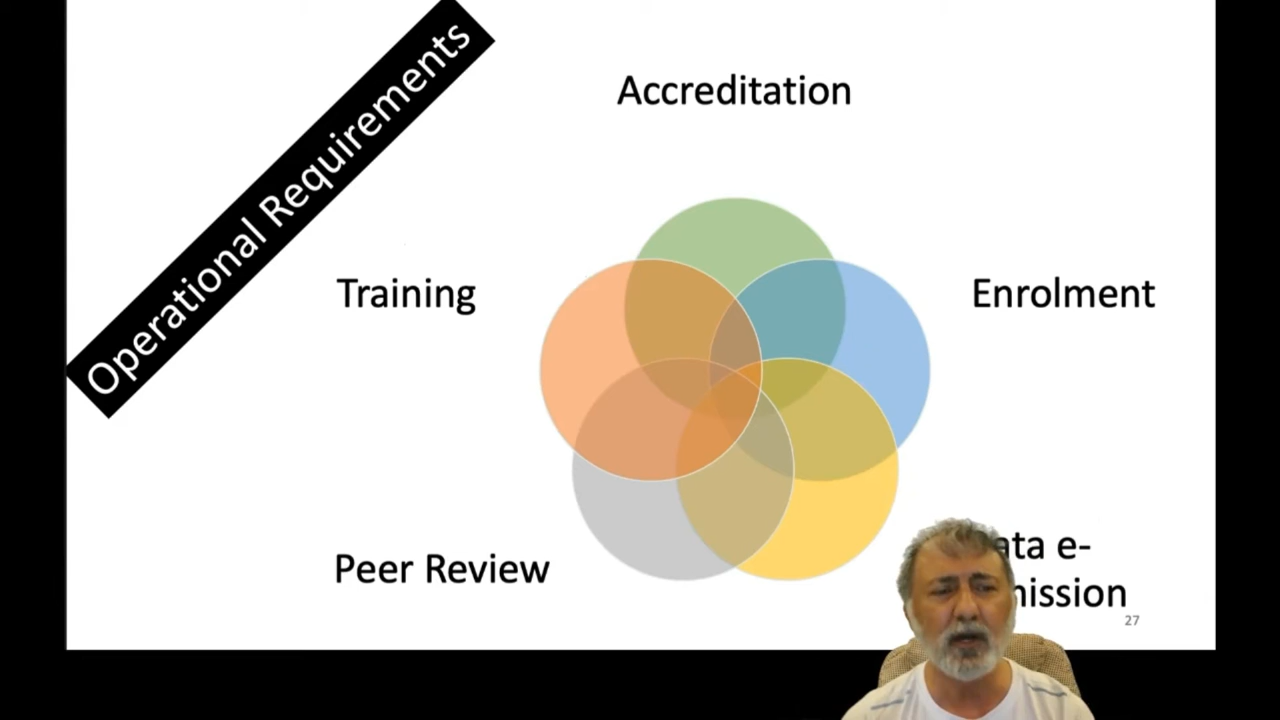 Operational Requirements
Accreditation
Training
Enrolment
Peer Review
e-
27